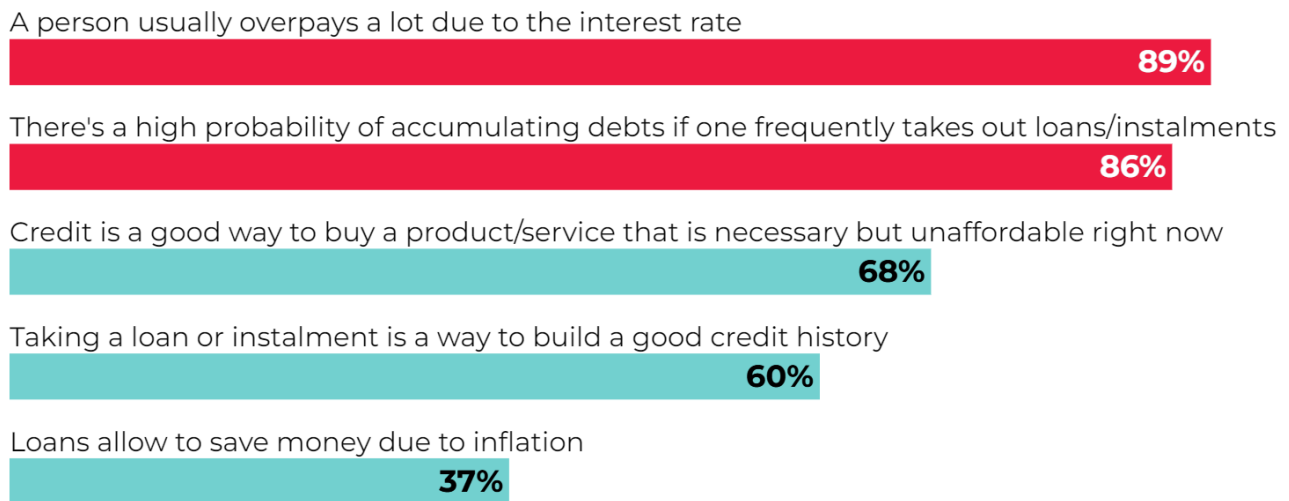 A person usually overpays a lot due to the interest rate
89%
There's a high probability of accumulating debts if one frequently takes out loans/instalments
86%
Credit is a good way to buy a product/service that is necessary but unaffordable right now
68%
Taking a loan or instalment is a way to build a good credit history
60%
Loans allow to save money due to inflation
37%